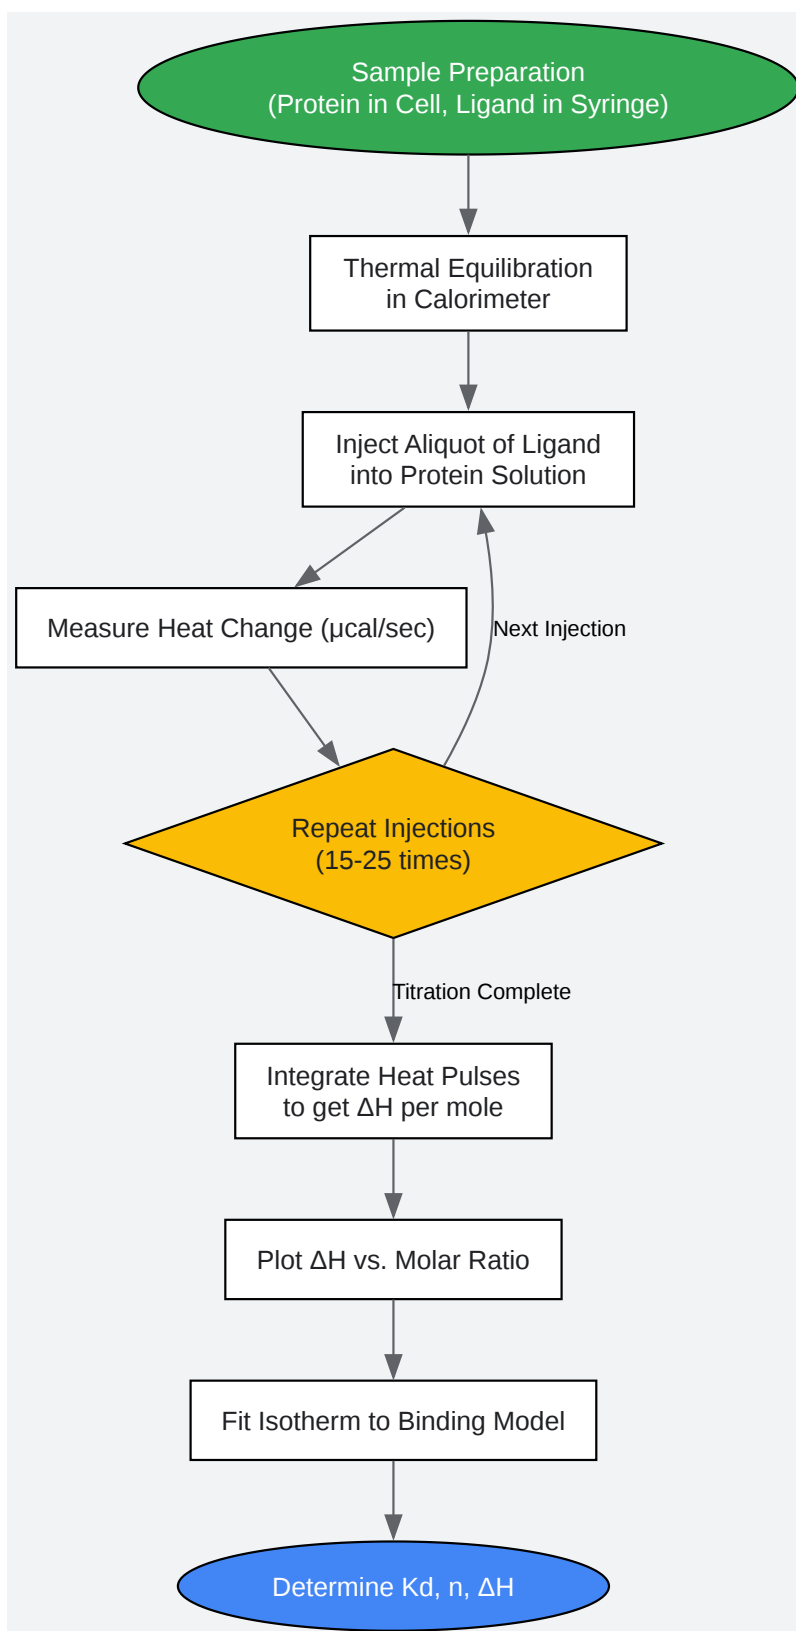 Sample Preparation
(Protein in Cell, Ligand in Syringe)
Thermal Equilibration
in Calorimeter
Inject Aliquot of Ligand
into Protein Solution
Measure Heat Change (μcal/sec)
Next Injection
Repeat Injections
(15-25 times)
Titration Complete
Integrate Heat Pulses
to get ΔH per mole
Plot ΔH vs. Molar Ratio
Fit Isotherm to Binding Model
Determine Kd, n, ΔH